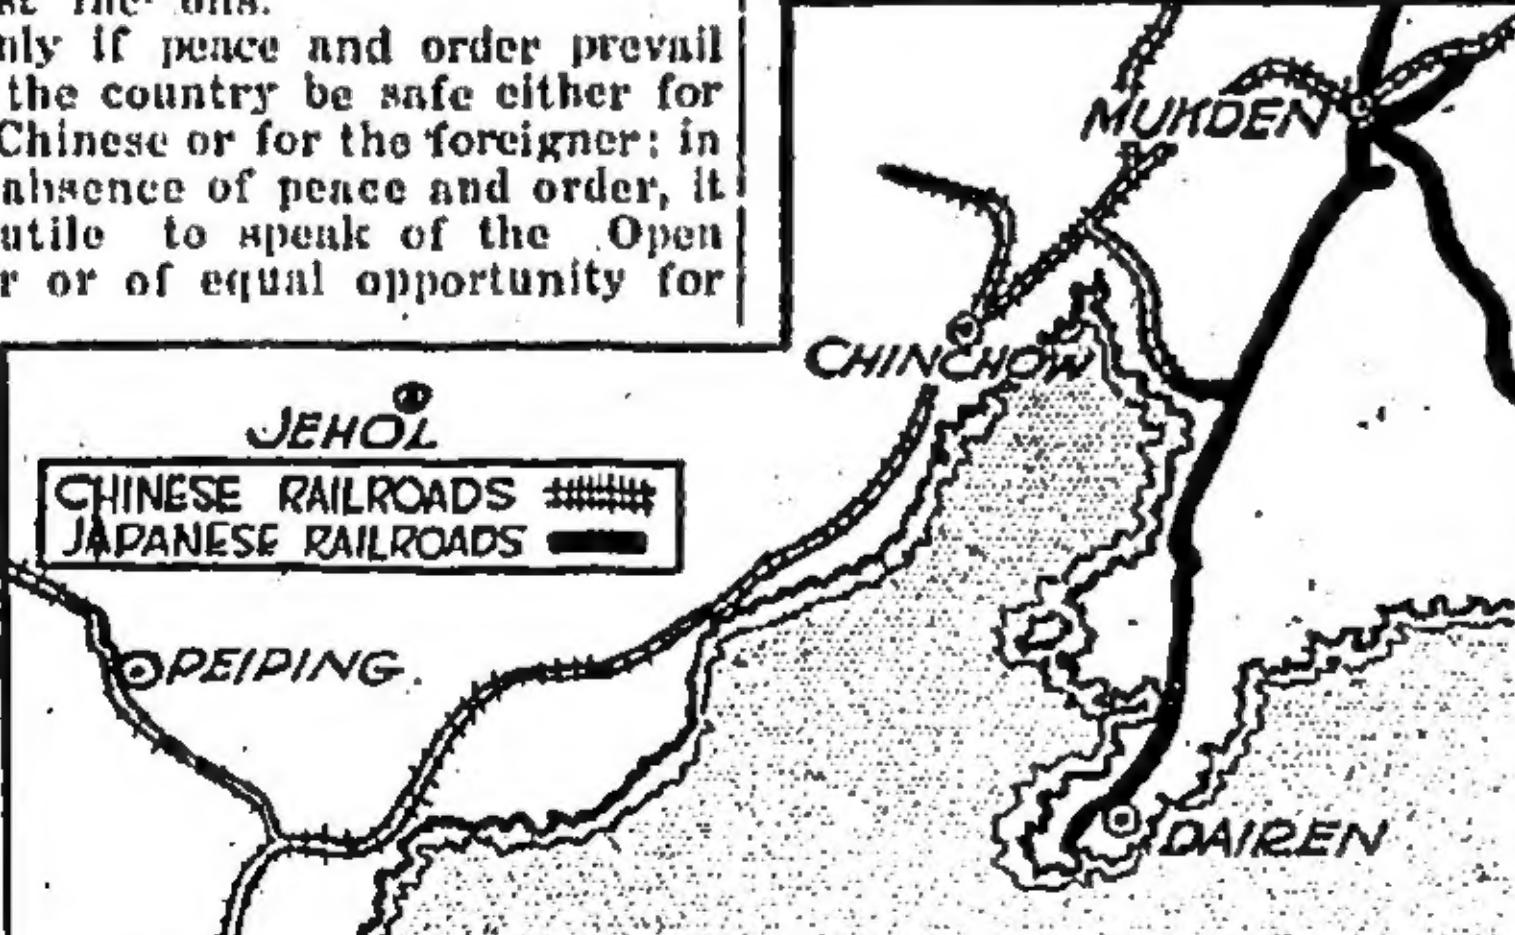 nly if peace and order prevail
the country be safe either for
Chinese or for the foreigner; in
absence of peace and order, it
utile to speak of the Open
r or of equal opportunity for
MUKDEN
CHINCHOW
JEHOL
CHINESE RAILROADS
JAPANESE RAILROADS
PEIPING.
DAIREN